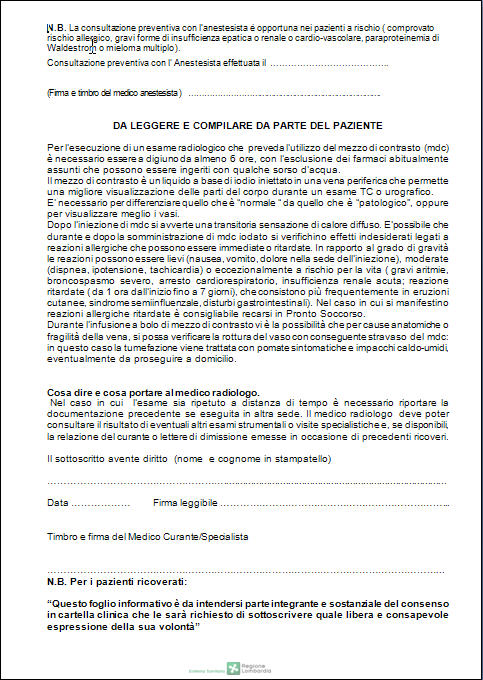 N.B. La consultazione preventiva con l'anestesista è opportuna nei pazienti a rischio ( comprovato
rischio allergico, gravi forme di insufficienza epatica o renale o cardio-vascolare, paraproteinemia di
Waldestrom o mieloma multiplo).
Consultazione preventiva con l' Anestesista effettuata il ………………………………….
(Firma e timbro del medico anestesista) ………………………………………………………………
DA LEGGERE E COMPILARE DA PARTE DEL PAZIENTE
Per l'esecuzione di un esame radiologico che preveda l'utilizzo del mezzo di contrasto (mdc)
è necessario essere a digiuno da almeno 6 ore, con l'esclusione dei farmaci abitualmente
assunti che possono essere ingeriti con qualche sorso d'acqua.
Il mezzo di contrasto è un liquido a base di iodio iniettato in una vena periferica che permette
una migliore visualizzazione delle parti del corpo durante un esame TC o urografico.
E' necessario per differenziare quello che è "normale " da quello che è "patologico", oppure
per visualizzare meglio i vasi.
Dopo l'iniezione di mdc si avverte una transitoria sensazione di calore diffuso. E'possibile che
durante e dopo la somministrazione di mdc iodato si verifichino effetti indesiderati legati a
reazioni allergiche che possono essere immediate o ritardate. In rapporto al grado di gravità
le reazioni possono essere lievi (nausea, vomito, dolore nella sede dell'iniezione), moderate
(dispnea, ipotensione, tachicardia) o eccezionalmente a rischio per la vita ( gravi aritmie,
broncospasmo severo, arresto cardiorespiratorio, insufficienza renale acuta; reazione
ritardate ( da 1 ora dall'inizio fino a 7 giorni), che consistono più frequentemente in eruzioni
cutanee, sindrome semiinfluenzale, disturbi gastrointestinali). Nel caso in cui si manifestino
reazioni allergiche ritardate è consigliabile recarsi in Pronto Soccorso.
Durante l'infusione a bolo di mezzo di contrasto vi è la possibilità che per cause anatomiche o
fragilità della vena, si possa verificare la rottura del vaso con conseguente stravaso del mdc:
in questo caso la tumefazione viene trattata con pomate sintomatiche e impacchi caldo-umidi,
eventualmente da proseguire a domicilio.
Cosa dire e cosa portare al medico radiologo.
Nel caso in cui l'esame sia ripetuto a distanza di tempo è necessario riportare la
documentazione precedente se eseguita in altra sede. Il medico radiologo deve poter
consultare il risultato di eventuali altri esami strumentali o visite specialistiche e, se disponibili,
la relazione del curante o lettere di dimissione emesse in occasione di precedenti ricoveri.
Il sottoscritto avente diritto (nome e cognome in stampatello)
……………………………………………………………………………………………………………
Data ……………… Firma leggibile ……………………………………………………………..
Timbro e firma del Medico Curante/Specialista
……………………………………………………………………………………………………………
N.B. Per i pazienti ricoverati:
"Questo foglio informativo è da intendersi parte integrante e sostanziale del consenso
in cartella clinica che le sarà richiesto di sottoscrivere quale libera e consapevole
espressione della sua volontà"
Regione
Lombardia